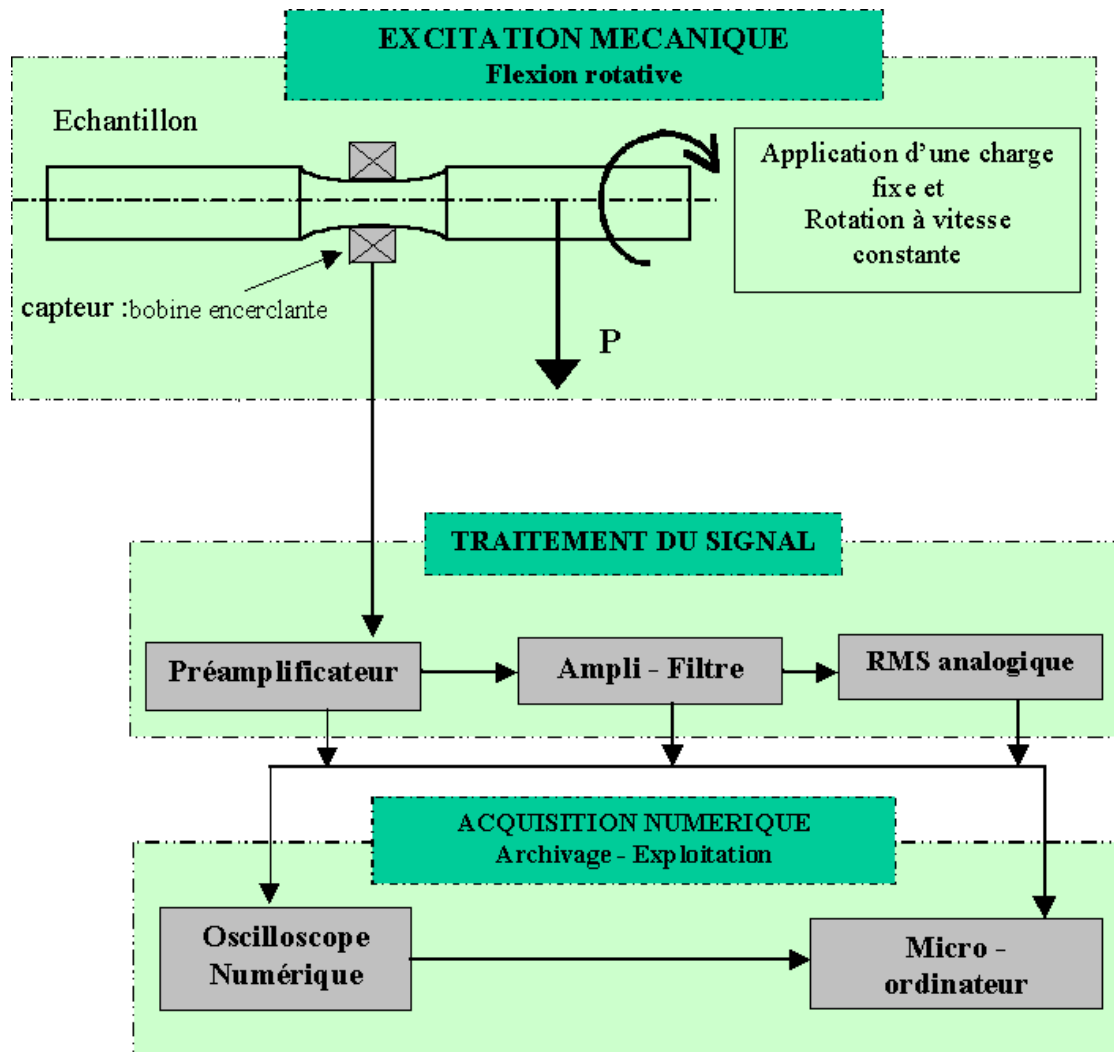 EXCITATION MECANIQUE
Flexion rotative
Echantillon
Application d'une charge
fixe et
Rotation à vitesse
constante
capteur :bobine encerclante
P
TRAITEMENT DU SIGNAL
Préamplificateur
Ampli - Filtre
RMS analogique
ACQUISITION NUMERIQUE
Archivage - Exploitation
Oscilloscope
Numérique
Micro -
ordinateur